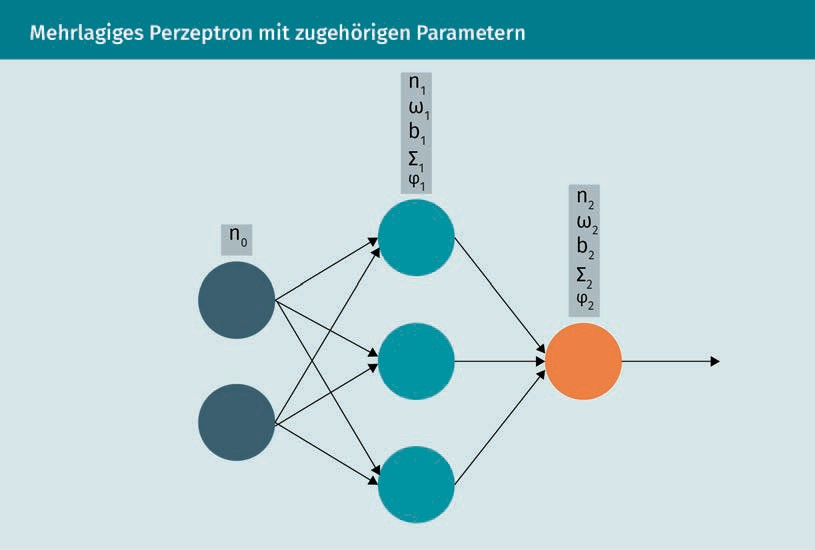 Mehrlagiges Perzeptron mit zugehörigen Parametern
n₀
n₁
ω₁
b₁
Σ₁
φ₁
n₂
ω₂
b₂
Σ₂
φ₂